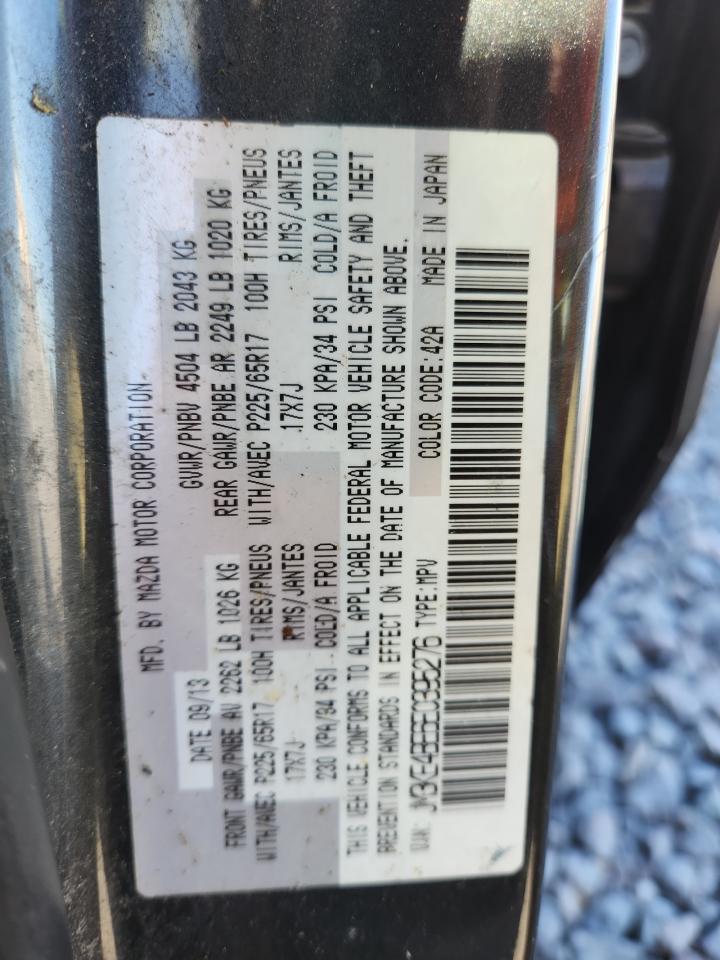 MFD. BY MAZDA MOTOR CORPORATION
DATE 09/13 GVWR/PNBV 4504 LB 2043 KG
FRONT GAWR/PNBE AV 2262 LB 1026 KG REAR GAWR/PNBE AR 2249 LB 1020 KG
WITH/AVEC P225/65R17 100H TIRES/PNEUS WITH/AVEC P225/65R17 100H TIRES/PNEUS
17X7J RIMS/JANTES 17X7J RIMS/JANTES
230 KPA/34 PSI COLD/A FROID 230 KPA/34 PSI COLD/A FROID
THIS VEHICLE CONFORMS TO ALL APPLICABLE FEDERAL MOTOR VEHICLE SAFETY AND THEFT
PREVENTION STANDARDS IN EFFECT ON THE DATE OF MANUFACTURE SHOWN ABOVE.
V.I.N: JM3KE4BE6E0395276 TYPE:MPV COLOR CODE:42A MADE IN JAPAN